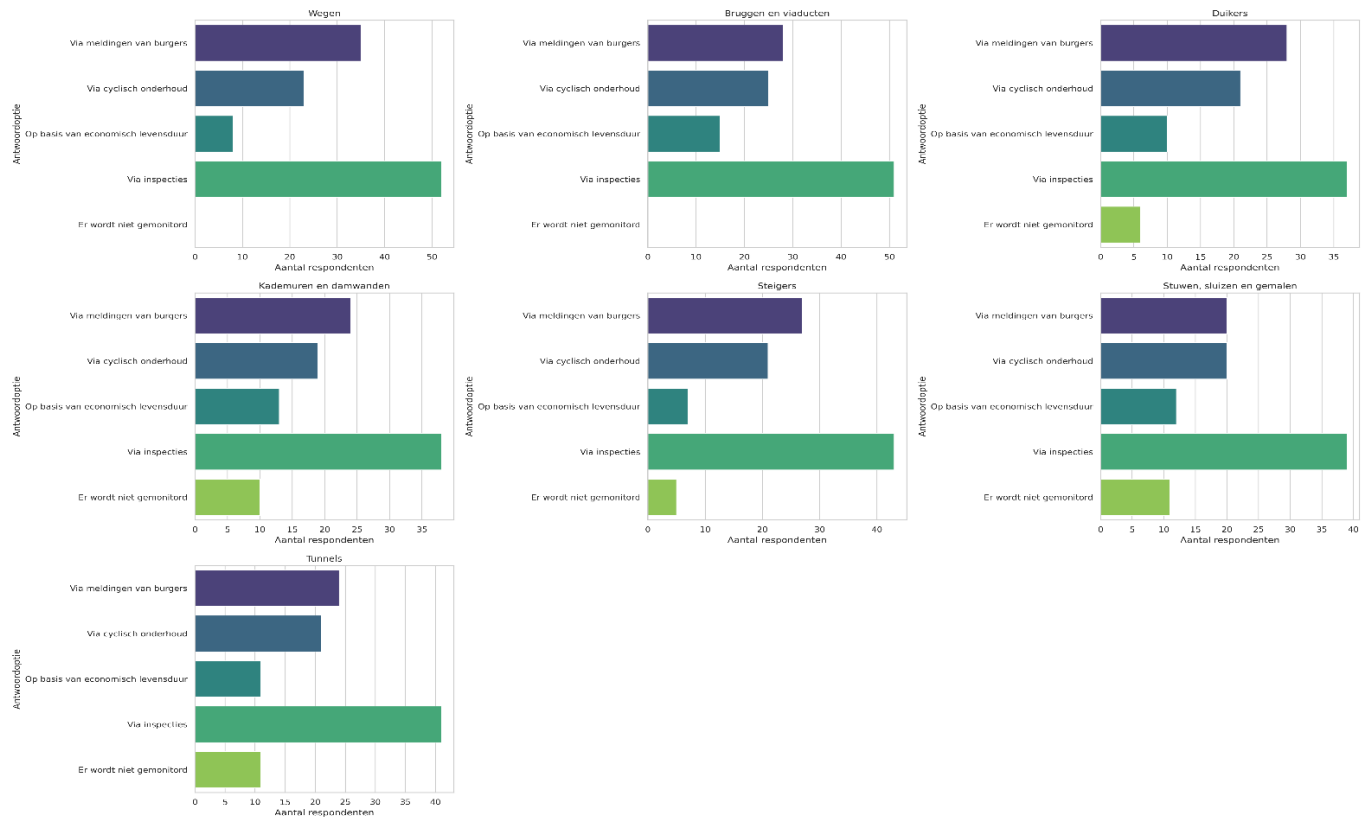 Wegen
Antwoordoptie
Via meldingen van burgers
Via cyclisch onderhoud
Op basis van economisch levensduur
Via inspecties
Er wordt niet gemonitord
0 10 20 30 40 50
Aantal respondenten
Bruggen en viaducten
Antwoordoptie
Via meldingen van burgers
Via cyclisch onderhoud
Op basis van economisch levensduur
Via inspecties
Er wordt niet gemonitord
0 10 20 30 40 50
Aantal respondenten
Duikers
Antwoordoptie
Via meldingen van burgers
Via cyclisch onderhoud
Op basis van economisch levensduur
Via inspecties
Er wordt niet gemonitord
0 5 10 15 20 25 30 35
Aantal respondenten
Kademuren en damwanden
Antwoordoptie
Via meldingen van burgers
Via cyclisch onderhoud
Op basis van economisch levensduur
Via inspecties
Er wordt niet gemonitord
0 5 10 15 20 25 30 35
Aantal respondenten
Steigers
Antwoordoptie
Via meldingen van burgers
Via cyclisch onderhoud
Op basis van economisch levensduur
Via inspecties
Er wordt niet gemonitord
0 10 20 30 40
Aantal respondenten
Stuwen, sluizen en gemalen
Antwoordoptie
Via meldingen van burgers
Via cyclisch onderhoud
Op basis van economisch levensduur
Via inspecties
Er wordt niet gemonitord
0 5 10 15 20 25 30 35 40
Aantal respondenten
Tunnels
Antwoordoptie
Via meldingen van burgers
Via cyclisch onderhoud
Op basis van economisch levensduur
Via inspecties
Er wordt niet gemonitord
0 5 10 15 20 25 30 35 40
Aantal respondenten